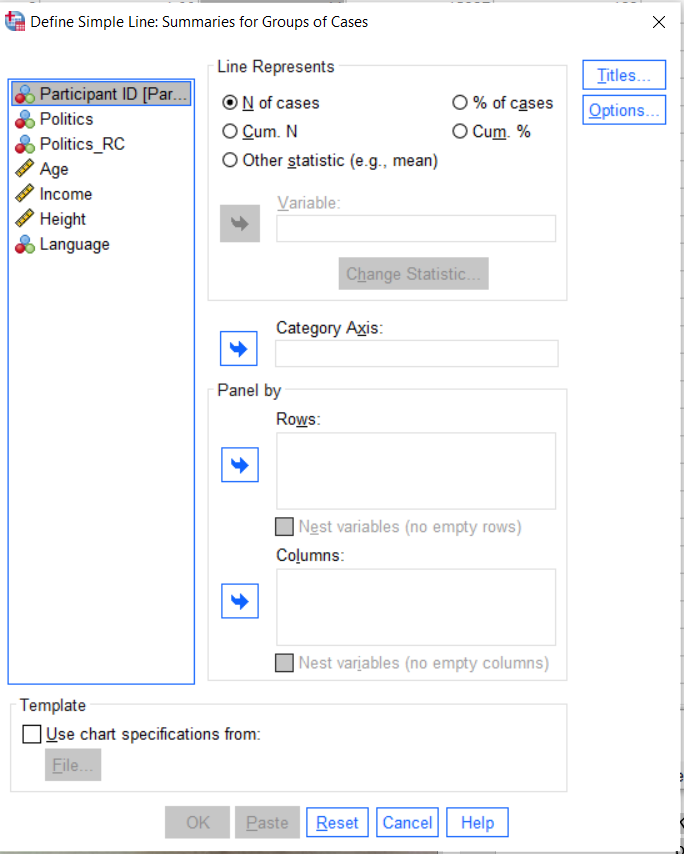 Define Simple Line: Summaries for Groups of Cases
Participant ID [Par...
Politics
Politics_RC
Age
Income
Height
Language
Line Represents
N of cases
% of cases
Cum. N
Cum. %
Other statistic (e.g., mean)
Variable:
Change Statistic...
Category Axis:
Panel by
Rows:
Nest variables (no empty rows)
Columns:
Nest variables (no empty columns)
Titles...
Options...
Template
Use chart specifications from:
File...
OK
Paste
Reset
Cancel
Help